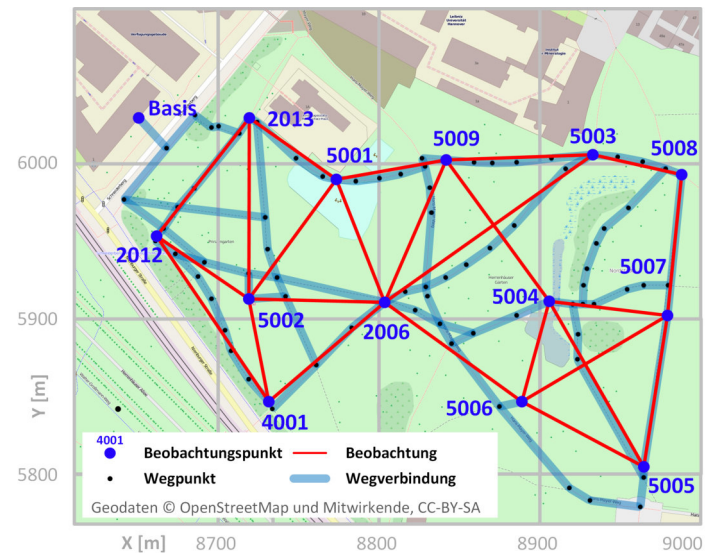 Basis
2013
6000
5001
5009
5003
5008
2012
5002
2006
5004
5007
5900
4001
5006
5005
5800
Y [m]
4001
Beobachtungspunkt
Beobachtung
Wegpunkt
Wegverbindung
Geodaten © OpenStreetMap und Mitwirkende, CC-BY-SA
X [m]
8700
8800
8900
9000